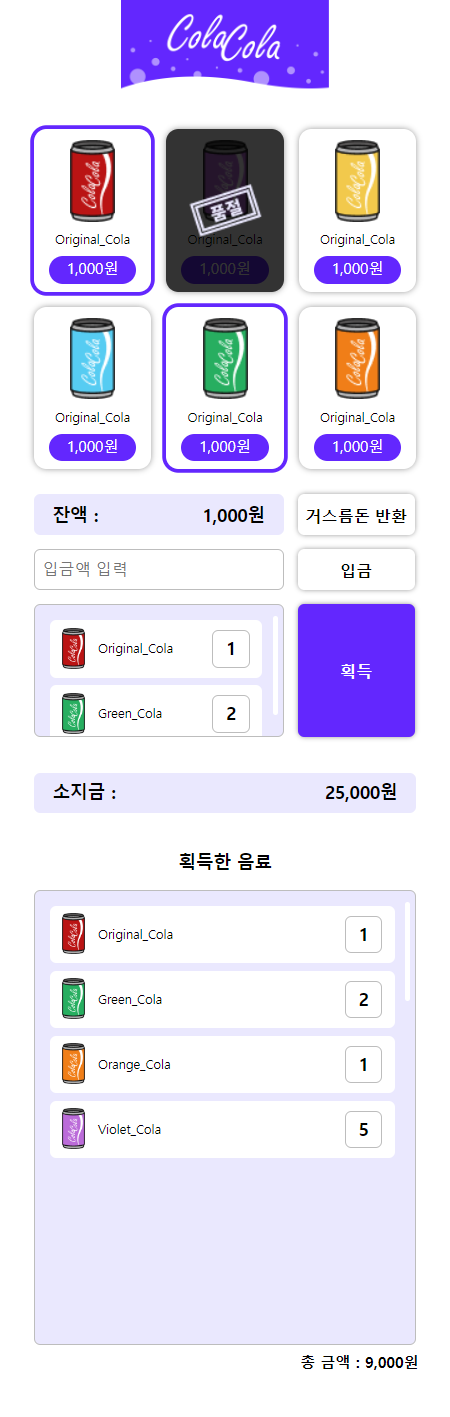 ColaCola
Original_Cola
1,000원
품절
Original_Cola
1,000원
Original_Cola
1,000원
Original_Cola
1,000원
Original_Cola
1,000원
Original_Cola
1,000원
잔액 : 1,000원
거스름돈 반환
입금액 입력
입금
Original_Cola 1
Green_Cola 2
획득
소지금 : 25,000원
획득한 음료
Original_Cola 1
Green_Cola 2
Orange_Cola 1
Violet_Cola 5
총 금액 : 9,000원